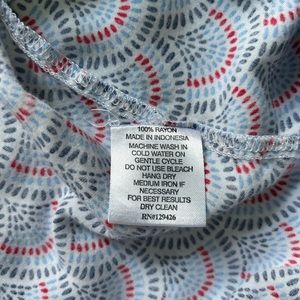 100% RAYON
MADE IN INDONESIA
MACHINE WASH IN
COLD WATER ON
GENTLE CYCLE
DO NOT USE BLEACH
HANG DRY
MEDIUM IRON IF
NECESSARY
FOR BEST RESULTS
DRY CLEAN
RN#129426